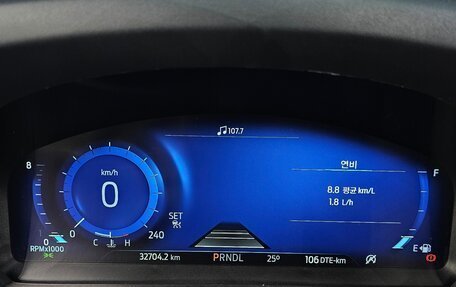 ♫ 107.7
8
km/h
연비
F
0
8.8 평균 km/L
1.8 L/h
SET
0
240
0
RPMx1000
C
H
E
32704.2 km
PRNDL
25°
106 DTE-km